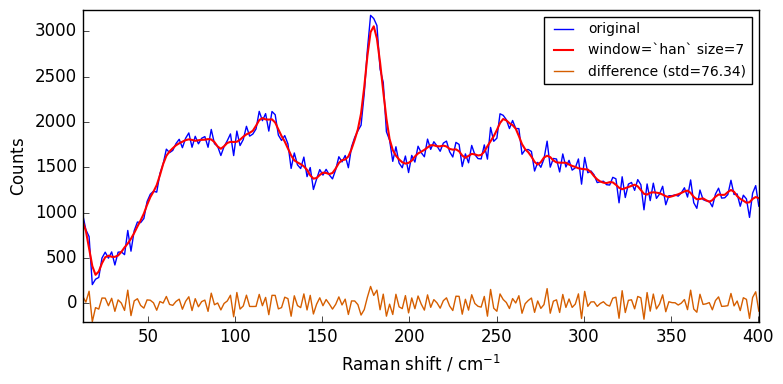 3000
2500
2000
1500
1000
500
0
Counts
original
window=`han` size=7
difference (std=76.34)
50 100 150 200 250 300 350 400
Raman shift / cm⁻¹